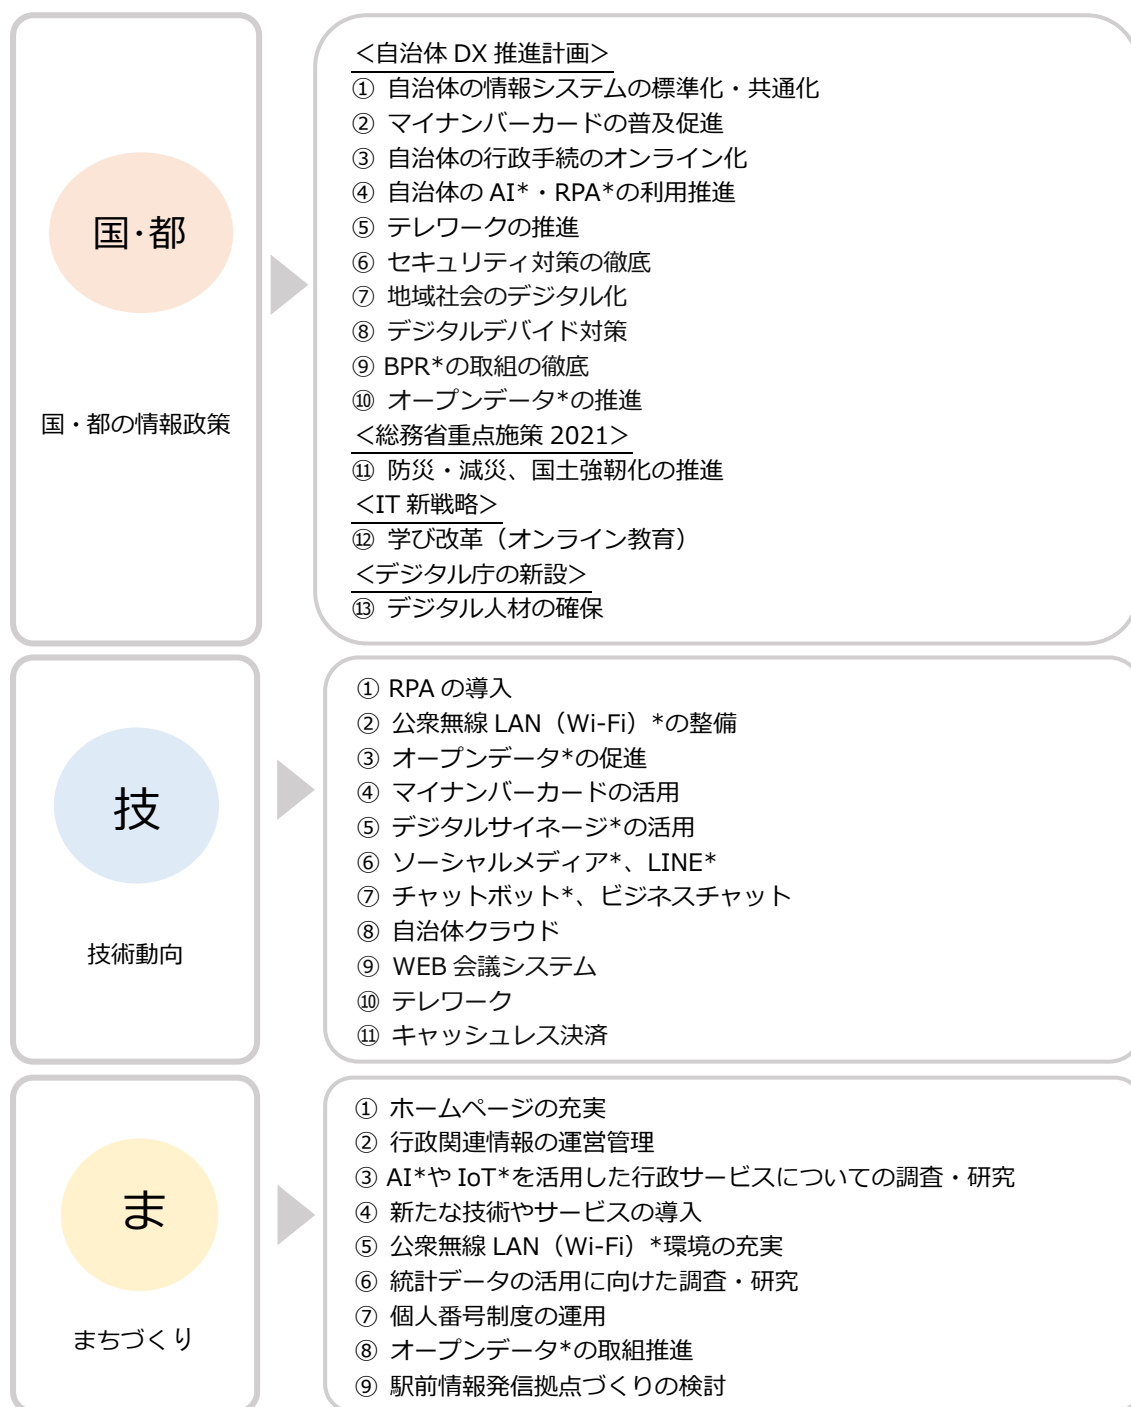 国・都
国・都の情報政策
＜自治体 DX 推進計画＞
① 自治体の情報システムの標準化・共通化
② マイナンバーカードの普及促進
③ 自治体の行政手続のオンライン化
④ 自治体の AI*・RPA*の利用推進
⑤ テレワークの推進
⑥ セキュリティ対策の徹底
⑦ 地域社会のデジタル化
⑧ デジタルデバイド対策
⑨ BPR*の取組の徹底
⑩ オープンデータ*の推進
＜総務省重点施策 2021＞
⑪ 防災・減災、国土強靭化の推進
＜IT 新戦略＞
⑫ 学び改革（オンライン教育）
＜デジタル庁の新設＞
⑬ デジタル人材の確保
技
技術動向
① RPA の導入
② 公衆無線 LAN（Wi-Fi）*の整備
③ オープンデータ*の促進
④ マイナンバーカードの活用
⑤ デジタルサイネージ*の活用
⑥ ソーシャルメディア*、LINE*
⑦ チャットボット*、ビジネスチャット
⑧ 自治体クラウド
⑨ WEB 会議システム
⑩ テレワーク
⑪ キャッシュレス決済
ま
まちづくり
① ホームページの充実
② 行政関連情報の運営管理
③ AI*や IoT*を活用した行政サービスについての調査・研究
④ 新たな技術やサービスの導入
⑤ 公衆無線 LAN（Wi-Fi）*環境の充実
⑥ 統計データの活用に向けた調査・研究
⑦ 個人番号制度の運用
⑧ オープンデータ*の取組推進
⑨ 駅前情報発信拠点づくりの検討